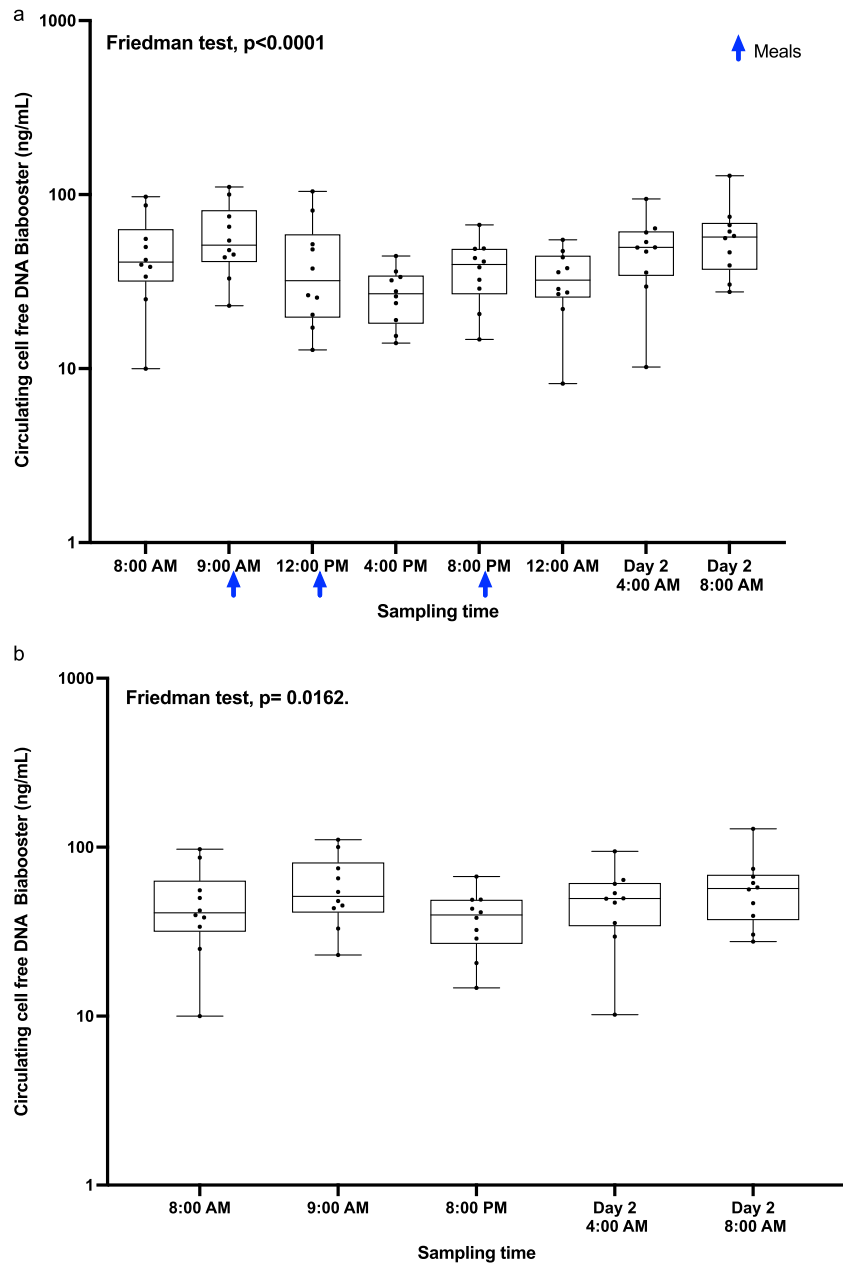 a
1000
Friedman test, p<0.0001
Meals
100
10
1
Circulating cell free DNA Biabooster (ng/mL)
8:00 AM 9:00 AM 12:00 PM 4:00 PM 8:00 PM 12:00 AM Day 2 Day 2
4:00 AM 8:00 AM
Sampling time
b
1000
Friedman test, p= 0.0162.
100
10
1
Circulating cell free DNA Biabooster (ng/mL)
8:00 AM 9:00 AM 8:00 PM Day 2 Day 2
4:00 AM 8:00 AM
Sampling time